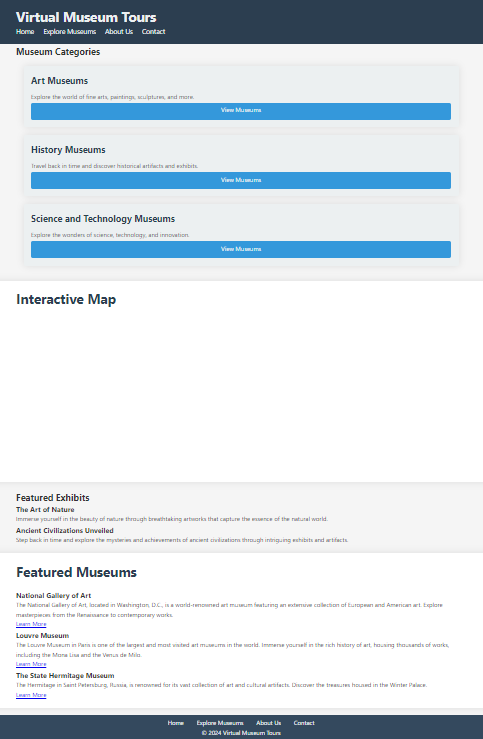 Virtual Museum Tours
Home Explore Museums About Us Contact
Museum Categories
Art Museums
Explore the world of fine arts, paintings, sculptures, and more.
View Museums
History Museums
Travel back in time and discover historical artifacts and exhibits.
View Museums
Science and Technology Museums
Explore the wonders of science, technology, and innovation.
View Museums
Interactive Map
Featured Exhibits
The Art of Nature
Immerse yourself in the beauty of nature through breathtaking artworks that capture the essence of the natural world.
Ancient Civilizations Unveiled
Step back in time and explore the mysteries and achievements of ancient civilizations through intriguing exhibits and artifacts.
Featured Museums
National Gallery of Art
The National Gallery of Art, located in Washington, D.C., is a world-renowned art museum featuring an extensive collection of European and American art. Explore
masterpieces from the Renaissance to contemporary works.
Learn More
Louvre Museum
The Louvre Museum in Paris is one of the largest and most visited art museums in the world. Immerse yourself in the rich history of art, housing thousands of works,
including the Mona Lisa and the Venus de Milo.
Learn More
The State Hermitage Museum
The Hermitage in Saint Petersburg, Russia, is renowned for its vast collection of art and cultural artifacts. Discover the treasures housed in the Winter Palace.
Learn More
Home Explore Museums About Us Contact
© 2024 Virtual Museum Tours